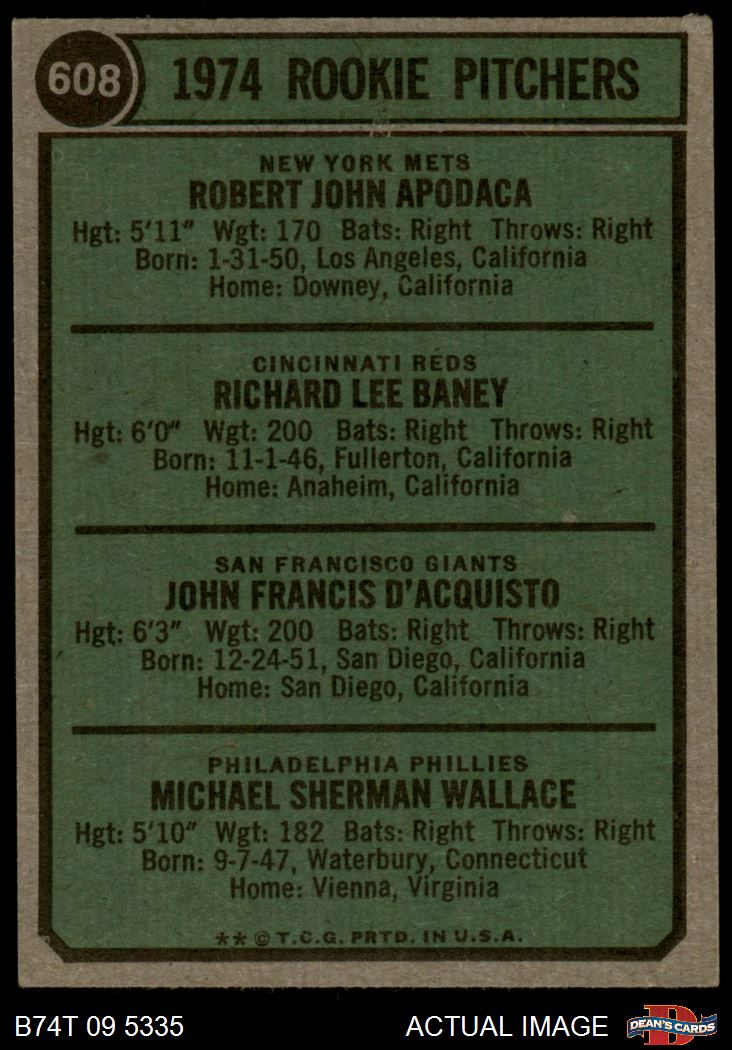 608
1974 ROOKIE PITCHERS
NEW YORK METS
ROBERT JOHN APODACA
Hgt: 5'11" Wgt: 170 Bats: Right Throws: Right
Born: 1-31-50, Los Angeles, California
Home: Downey, California
CINCINNATI REDS
RICHARD LEE BANEY
Hgt: 6'0" Wgt: 200 Bats: Right Throws: Right
Born: 11-1-46, Fullerton, California
Home: Anaheim, California
SAN FRANCISCO GIANTS
JOHN FRANCIS D'ACQUISTO
Hgt: 6'3" Wgt: 200 Bats: Right Throws: Right
Born: 12-24-51, San Diego, California
Home: San Diego, California
PHILADELPHIA PHILLIES
MICHAEL SHERMAN WALLACE
Hgt: 5'10" Wgt: 182 Bats: Right Throws: Right
Born: 9-7-47, Waterbury, Connecticut
Home: Vienna, Virginia
** © T.C.G. PRTD. IN U.S.A.
B74T 09 5335 ACTUAL IMAGE
D
DEAN'S CARDS